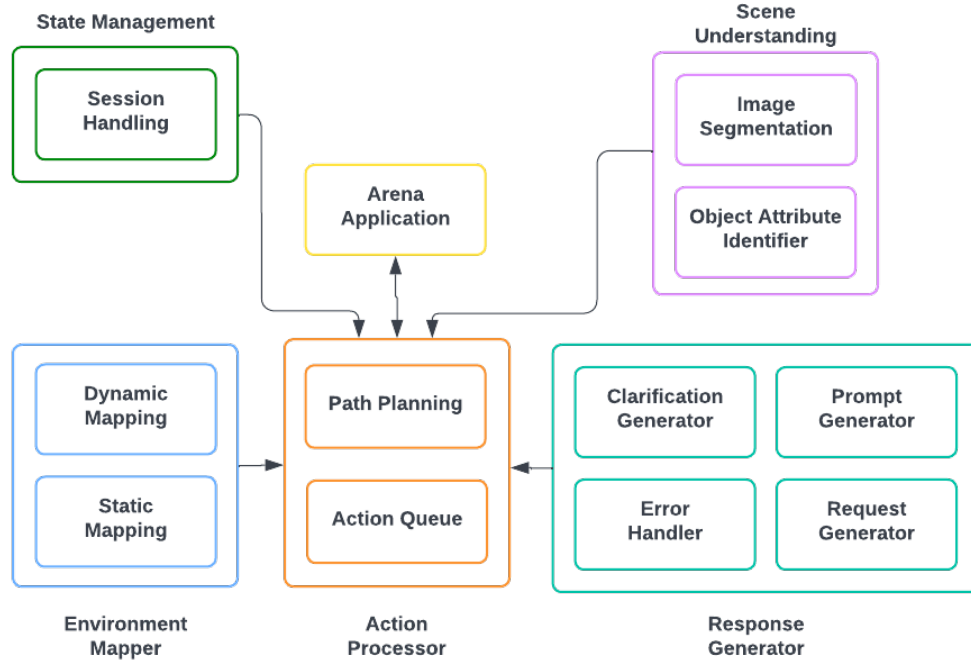 State Management
Session
Handling
Scene
Understanding
Image
Segmentation
Object Attribute
Identifier
Arena
Application
Dynamic
Mapping
Static
Mapping
Environment
Mapper
Path Planning
Action Queue
Action
Processor
Clarification
Generator
Prompt
Generator
Error
Handler
Request
Generator
Response
Generator